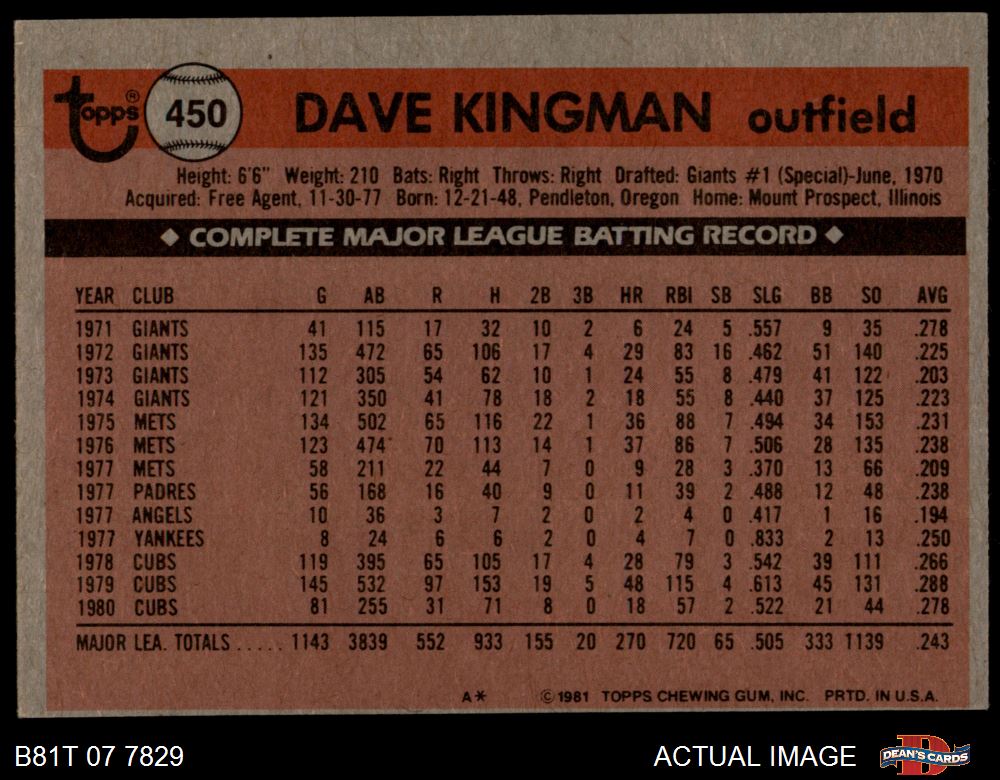 Topps® 450 DAVE KINGMAN outfield
Height: 6'6" Weight: 210 Bats: Right Throws: Right Drafted: Giants #1 (Special)-June, 1970
Acquired: Free Agent, 11-30-77 Born: 12-21-48, Pendleton, Oregon Home: Mount Prospect, Illinois
◆ COMPLETE MAJOR LEAGUE BATTING RECORD ◆
YEAR CLUB G AB R H 2B 3B HR RBI SB SLG BB SO AVG
1971 GIANTS 41 115 17 32 10 2 6 24 5 .557 9 35 .278
1972 GIANTS 135 472 65 106 17 4 29 83 16 .462 51 140 .225
1973 GIANTS 112 305 54 62 10 1 24 55 8 .479 41 122 .203
1974 GIANTS 121 350 41 78 18 2 18 55 8 .440 37 125 .223
1975 METS 134 502 65 116 22 1 36 88 7 .494 34 153 .231
1976 METS 123 474 70 113 14 1 37 86 7 .506 28 135 .238
1977 METS 58 211 22 44 7 0 9 28 3 .370 13 66 .209
1977 PADRES 56 168 16 40 9 0 11 39 2 .488 12 48 .238
1977 ANGELS 10 36 3 7 2 0 2 4 0 .417 1 16 .194
1977 YANKEES 8 24 6 6 2 0 4 7 0 .833 2 13 .250
1978 CUBS 119 395 65 105 17 4 28 79 3 .542 39 111 .266
1979 CUBS 145 532 97 153 19 5 48 115 4 .613 45 131 .288
1980 CUBS 81 255 31 71 8 0 18 57 2 .522 21 44 .278
MAJOR LEA. TOTALS ..... 1143 3839 552 933 155 20 270 720 65 .505 333 1139 .243
A* ©1981 TOPPS CHEWING GUM, INC. PRTD. IN U.S.A.
B81T 07 7829 ACTUAL IMAGE DEAN'S CARDS